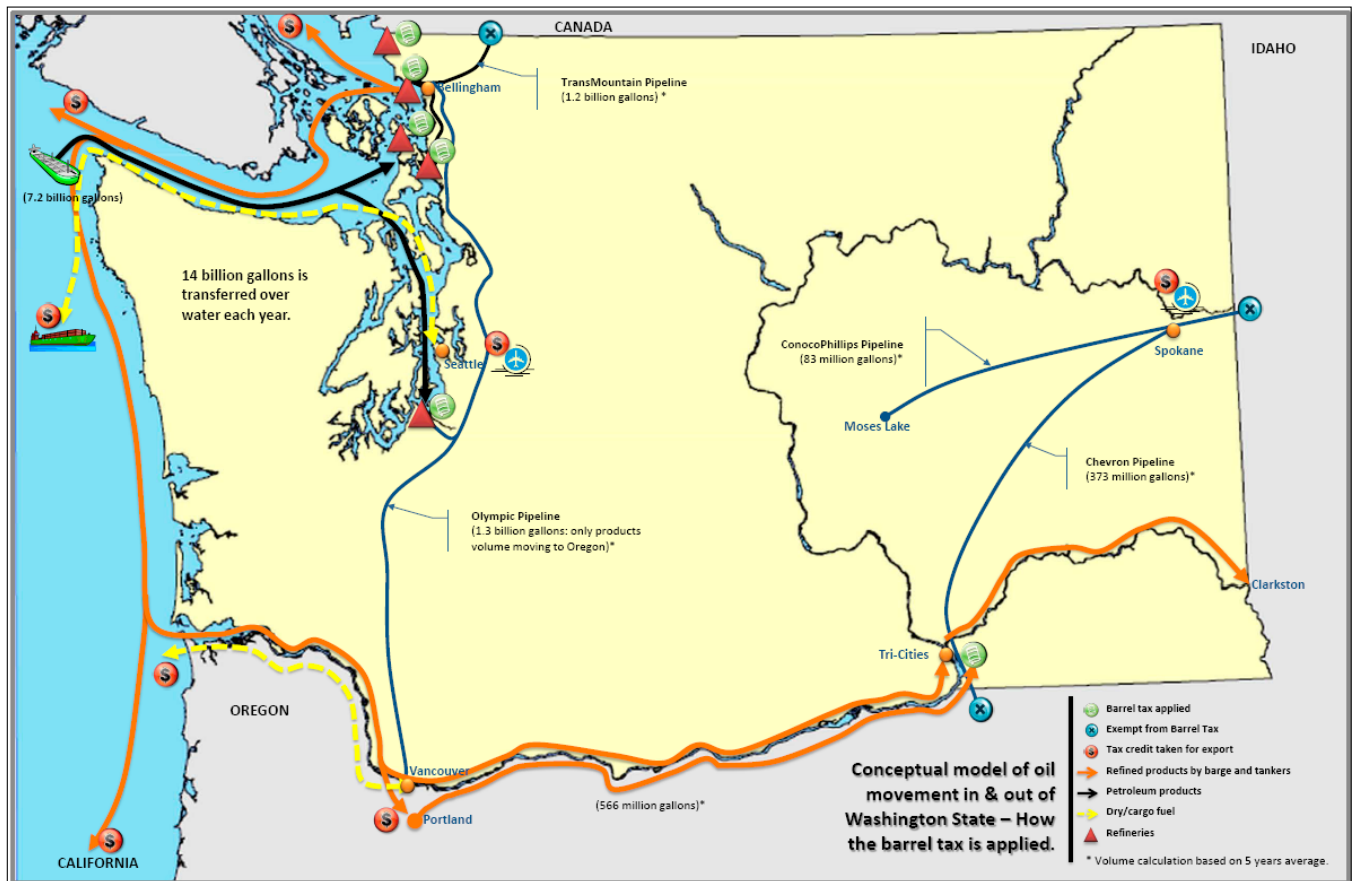 CANADA
IDAHO
TransMountain Pipeline
(1.2 billion gallons) *
Bellingham
(7.2 billion gallons)
14 billion gallons is
transferred over
water each year.
Seattle
ConocoPhillips Pipeline
(83 million gallons)*
Spokane
Moses Lake
Chevron Pipeline
(373 million gallons)*
Olympic Pipeline
(1.3 billion gallons: only products
volume moving to Oregon)*
Clarkston
Tri-Cities
OREGON
Vancouver
Portland
(566 million gallons)*
CALIFORNIA
Conceptual model of oil
movement in & out of
Washington State – How
the barrel tax is applied.
Barrel tax applied
Exempt from Barrel Tax
Tax credit taken for export
Refined products by barge and tankers
Petroleum products
Dry/cargo fuel
Refineries
* Volume calculation based on 5 years average.